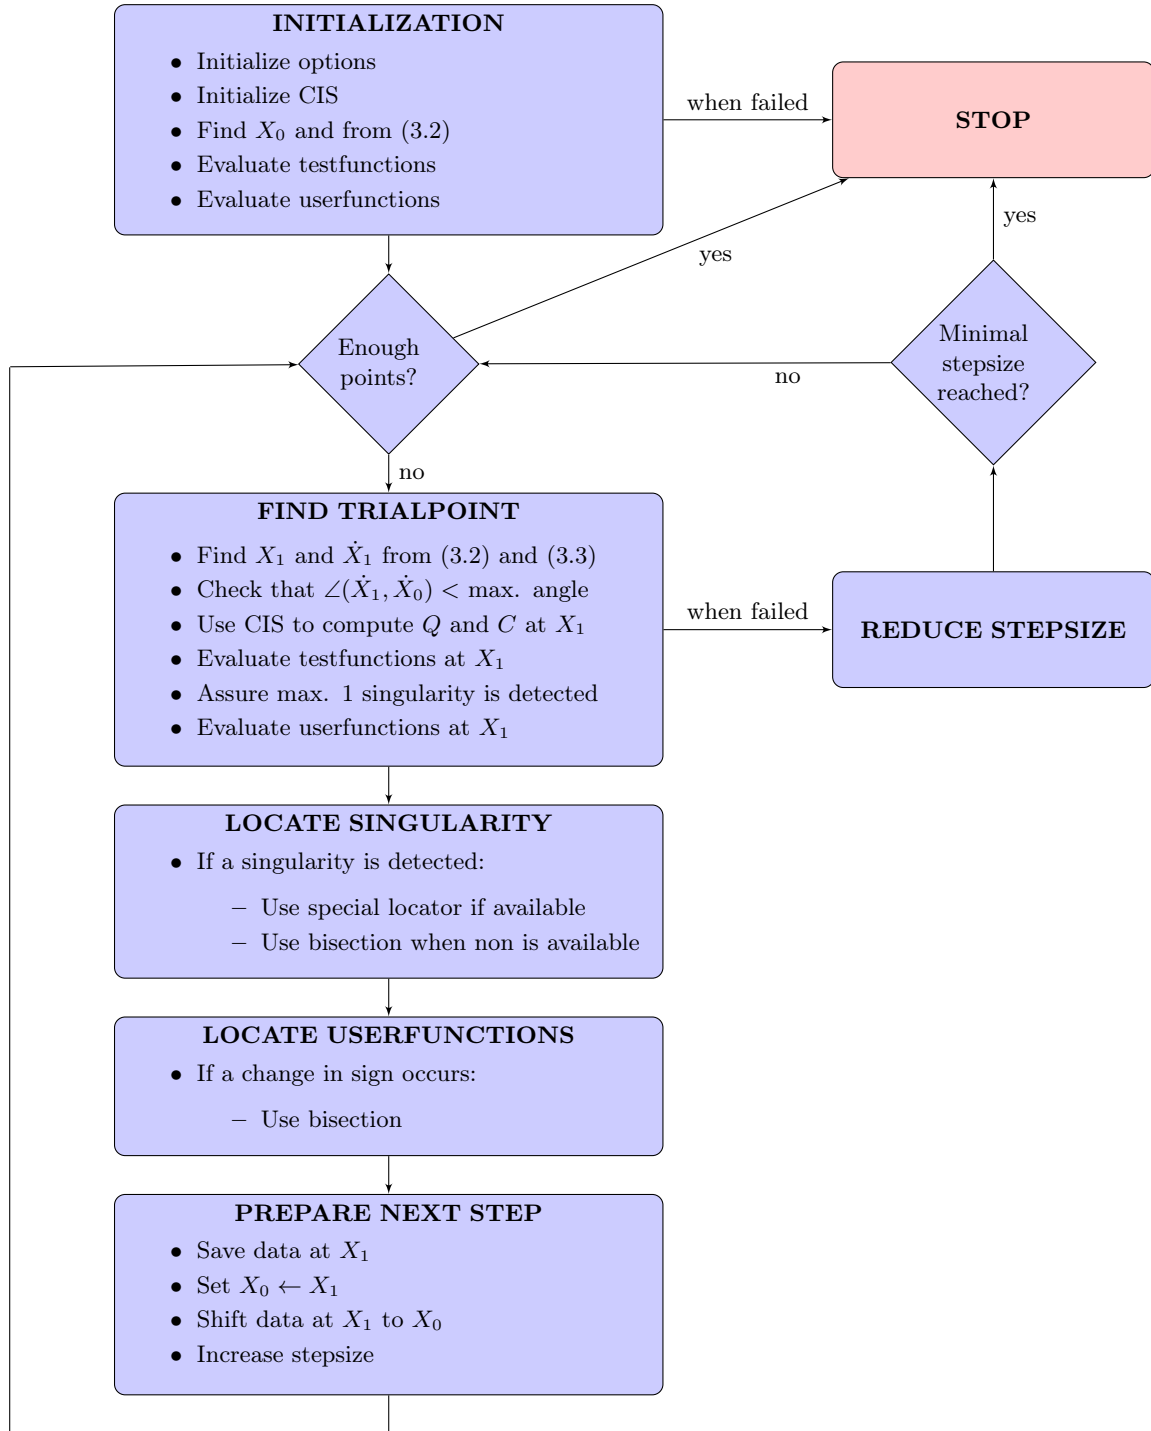 INITIALIZATION
• Initialize options
• Initialize CIS
• Find X₀ and from (3.2)
• Evaluate testfunctions
• Evaluate userfunctions
when failed
STOP
yes
yes
Enough
points?
Minimal
stepsize
reached?
no
no
FIND TRIALPOINT
• Find X₁ and Ẋ₁ from (3.2) and (3.3)
• Check that ∠(Ẋ₁, Ẋ₀) < max. angle
• Use CIS to compute Q and C at X₁
• Evaluate testfunctions at X₁
• Assure max. 1 singularity is detected
• Evaluate userfunctions at X₁
when failed
REDUCE STEPSIZE
LOCATE SINGULARITY
• If a singularity is detected:
– Use special locator if available
– Use bisection when non is available
LOCATE USERFUNCTIONS
• If a change in sign occurs:
– Use bisection
PREPARE NEXT STEP
• Save data at X₁
• Set X₀ ← X₁
• Shift data at X₁ to X₀
• Increase stepsize